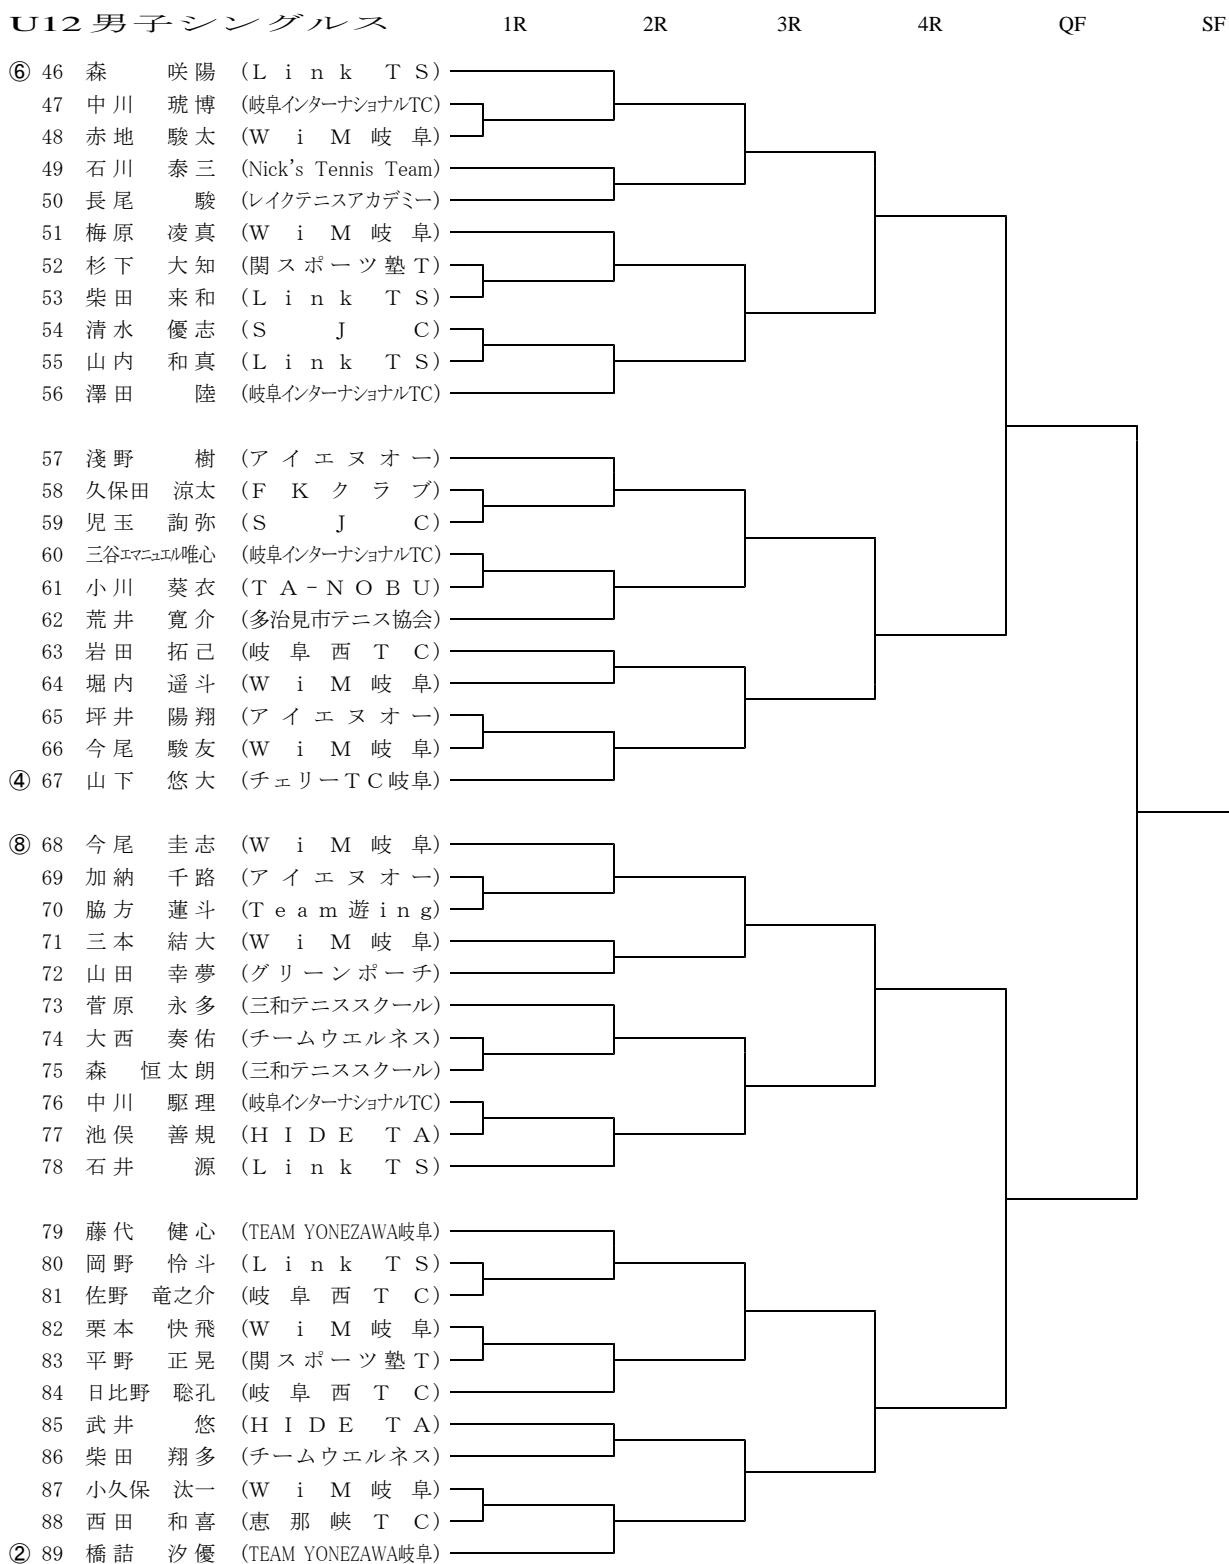 U12男子シングルス 1R 2R 3R 4R QF SF
⑥ 46 森 咲陽 (Link TS)
47 中川 琥博 (岐阜インターナショナルTC)
48 赤地 駿太 (WiM岐阜)
49 石川 泰三 (Nick's Tennis Team)
50 長尾 駿 (レイクテニスアカデミー)
51 梅原 凌真 (WiM岐阜)
52 杉下 大知 (関スポーツ塾T)
53 柴田 来和 (Link TS)
54 清水 優志 (SJC)
55 山内 和真 (Link TS)
56 澤田 陸 (岐阜インターナショナルTC)
57 淺野 樹 (アイエヌオー)
58 久保田 涼太 (FKクラブ)
59 児玉 詢弥 (SJC)
60 三谷エマニュエル唯心 (岐阜インターナショナルTC)
61 小川 葵衣 (TA-NOBU)
62 荒井 寛介 (多治見市テニス協会)
63 岩田 拓己 (岐阜西TC)
64 堀内 遥斗 (WiM岐阜)
65 坪井 陽翔 (アイエヌオー)
66 今尾 駿友 (WiM岐阜)
④ 67 山下 悠大 (チェリーTC岐阜)
⑧ 68 今尾 圭志 (WiM岐阜)
69 加納 千路 (アイエヌオー)
70 脇方 蓮斗 (Team遊ing)
71 三本 結大 (WiM岐阜)
72 山田 幸夢 (グリーンポーチ)
73 菅原 永多 (三和テニススクール)
74 大西 奏佑 (チームウエルネス)
75 森 恒太朗 (三和テニススクール)
76 中川 駆理 (岐阜インターナショナルTC)
77 池俣 善規 (HIDE TA)
78 石井 源 (Link TS)
79 藤代 健心 (TEAM YONEZAWA岐阜)
80 岡野 怜斗 (Link TS)
81 佐野 竜之介 (岐阜西TC)
82 栗本 快飛 (WiM岐阜)
83 平野 正晃 (関スポーツ塾T)
84 日比野 聡孔 (岐阜西TC)
85 武井 悠 (HIDE TA)
86 柴田 翔多 (チームウエルネス)
87 小久保 汰一 (WiM岐阜)
88 西田 和喜 (恵那峡TC)
② 89 橋詰 汐優 (TEAM YONEZAWA岐阜)